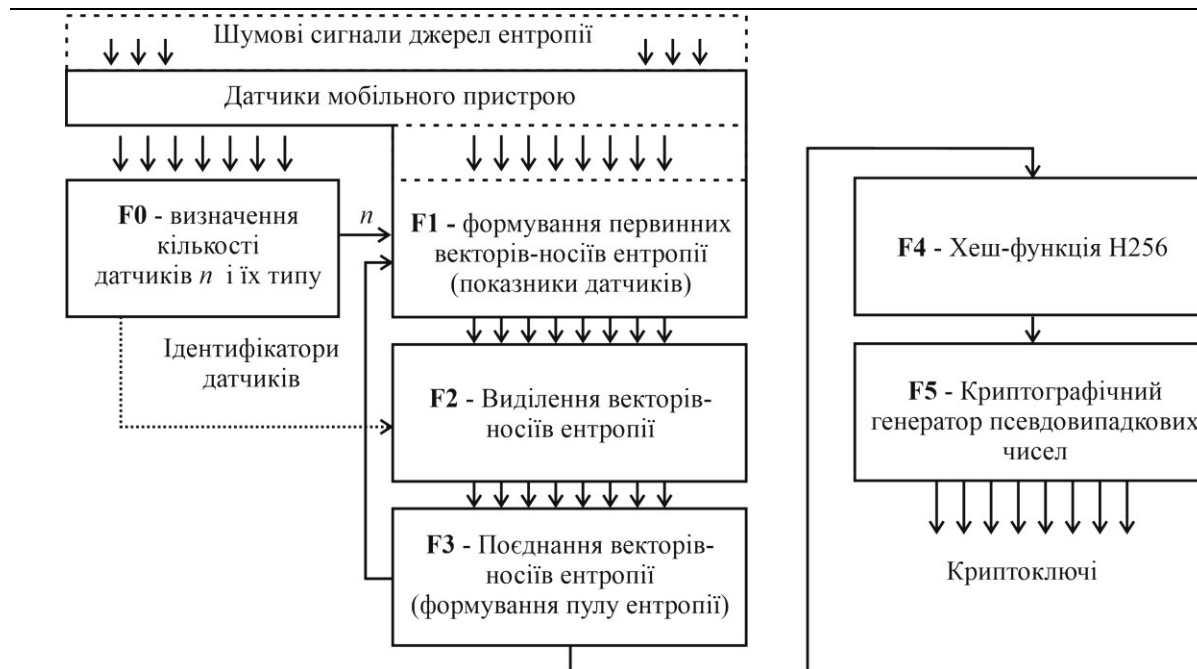 Шумові сигнали джерел ентропії
Датчики мобільного пристрою
F0 - визначення
кількості
датчиків n і їх типу
n
F1 - формування первинних
векторів-носіїв ентропії
(показники датчиків)
Ідентифікатори
датчиків
F2 - Виділення векторів-
носіїв ентропії
F3 - Поєднання векторів-
носіїв ентропії
(формування пулу ентропії)
F4 - Хеш-функція H256
F5 - Криптографічний
генератор псевдовипадкових
чисел
Криптоключі